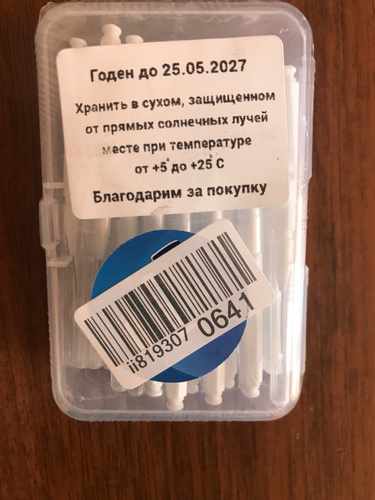 Годен до 25.05.2027
Хранить в сухом, защищенном
от прямых солнечных лучей
месте при температуре
от +5° до +25°С
Благодарим за покупку
ii819307 0641